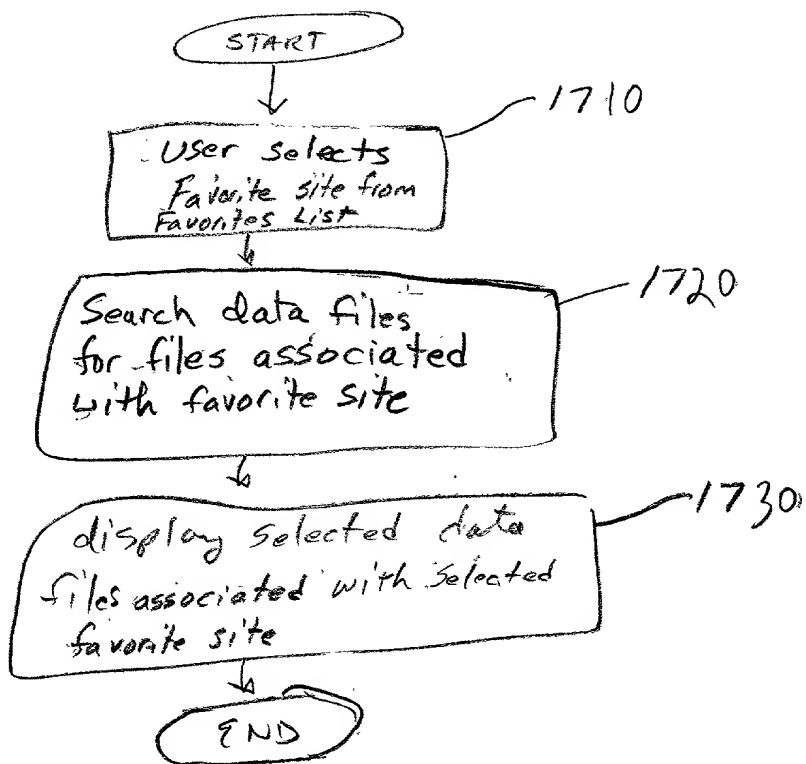 START
1710
User selects
Favorite site from
Favorites List
1720
Search data files
for files associated
with favorite site
1730
display selected data
files associated with selected
favorite site
END